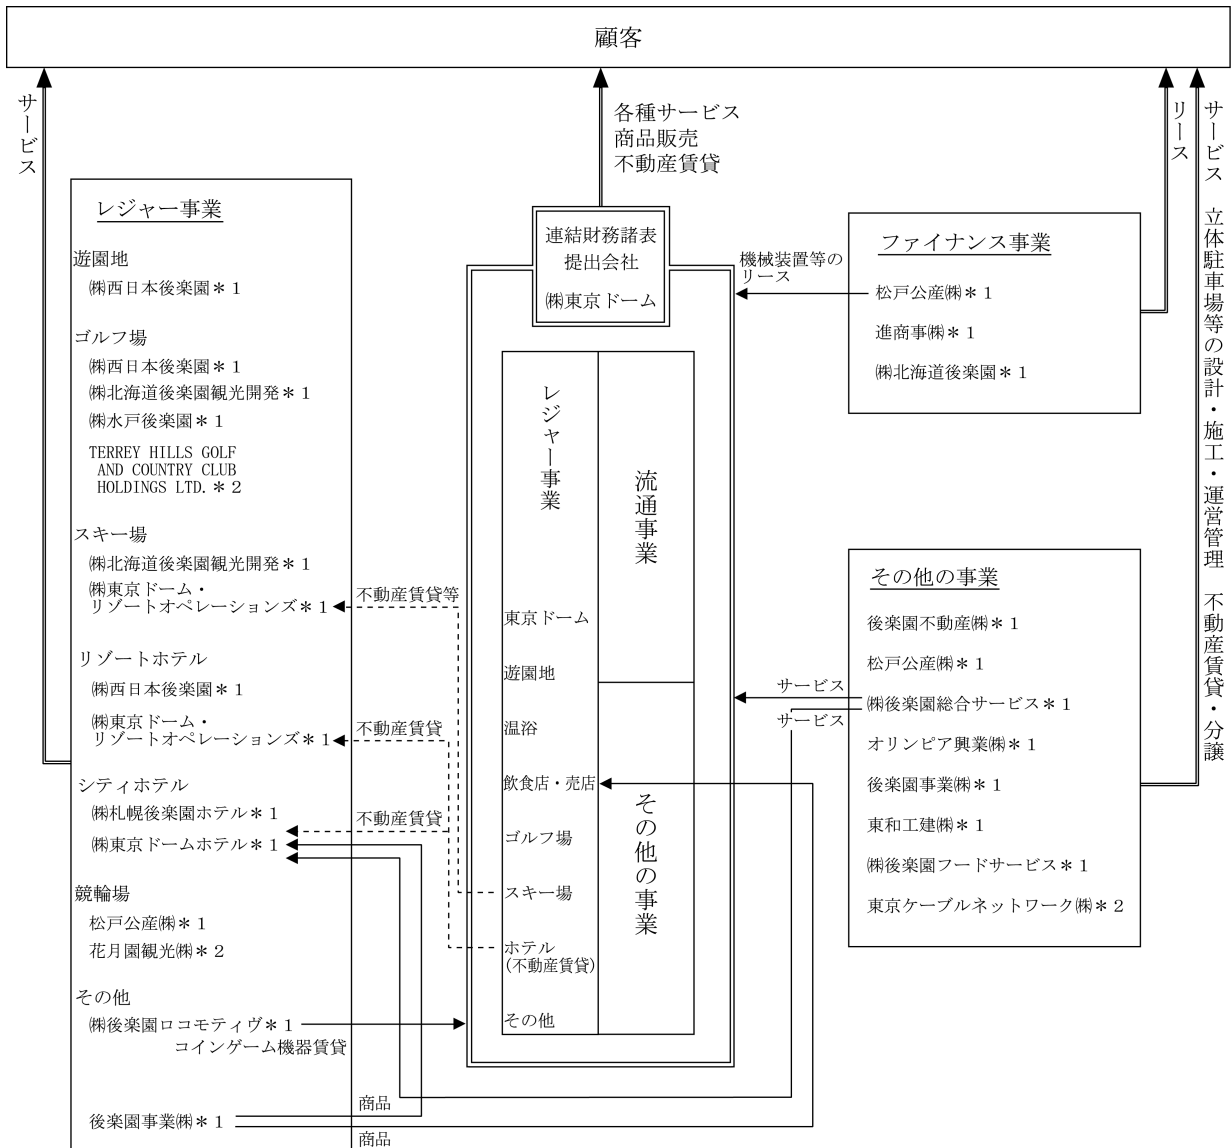 顧客
サービス
各種サービス
商品販売
不動産賃貸
リース
サービス 立体駐車場等の設計・施工・運営管理 不動産賃貸・分譲
レジャー事業
遊園地
㈱西日本後楽園＊1
ゴルフ場
㈱西日本後楽園＊1
㈱北海道後楽園観光開発＊1
㈱水戸後楽園＊1
TERREY HILLS GOLF
AND COUNTRY CLUB
HOLDINGS LTD.＊2
スキー場
㈱北海道後楽園観光開発＊1
㈱東京ドーム・
リゾートオペレーションズ＊1
リゾートホテル
㈱西日本後楽園＊1
㈱東京ドーム・
リゾートオペレーションズ＊1
シティホテル
㈱札幌後楽園ホテル＊1
㈱東京ドームホテル＊1
競輪場
松戸公産㈱＊1
花月園観光㈱＊2
その他
㈱後楽園ロコモティヴ＊1
コインゲーム機器賃貸
後楽園事業㈱＊1
不動産賃貸等
不動産賃貸
不動産賃貸
商品
商品
連結財務諸表
提出会社
㈱東京ドーム
レジャー事業
東京ドーム
遊園地
温浴
飲食店・売店
ゴルフ場
スキー場
ホテル
(不動産賃貸)
その他
流通事業
その他の事業
機械装置等の
リース
サービス
サービス
ファイナンス事業
松戸公産㈱＊1
進商事㈱＊1
㈱北海道後楽園＊1
その他の事業
後楽園不動産㈱＊1
松戸公産㈱＊1
㈱後楽園総合サービス＊1
オリンピア興業㈱＊1
後楽園事業㈱＊1
東和工建㈱＊1
㈱後楽園フードサービス＊1
東京ケーブルネットワーク㈱＊2